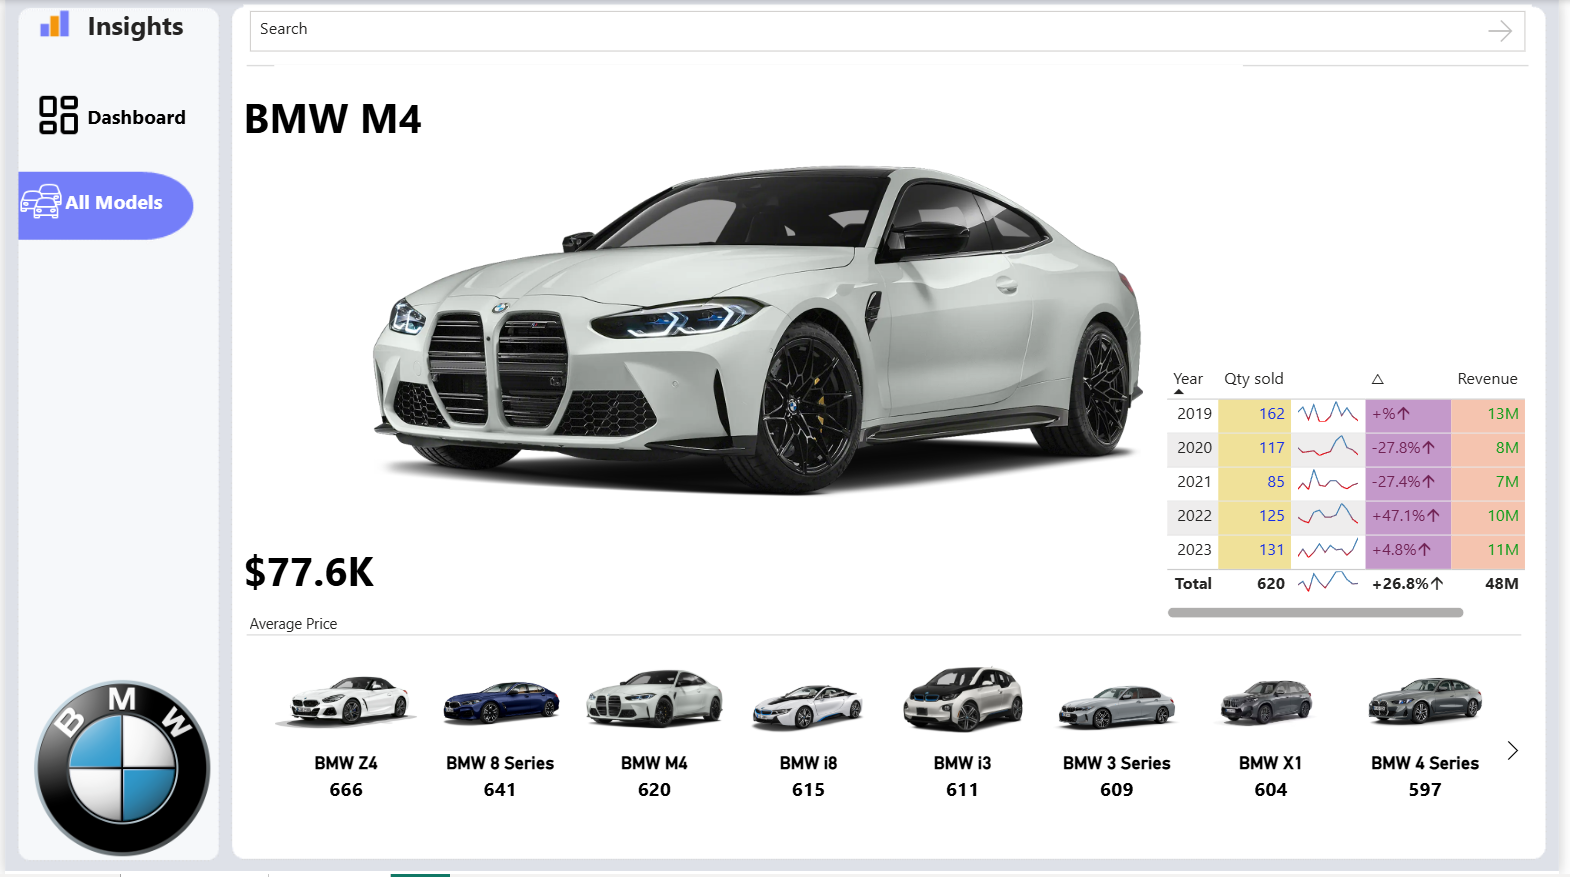 Insights
Search
Dashboard
BMW M4
All Models
Year Qty sold △ Revenue
2019 162 +%↑ 13M
2020 117 -27.8%↑ 8M
2021 85 -27.4%↑ 7M
2022 125 +47.1%↑ 10M
2023 131 +4.8%↑ 11M
Total 620 +26.8%↑ 48M
$77.6K
Average Price
BMW Z4 BMW 8 Series BMW M4 BMW i8 BMW i3 BMW 3 Series BMW X1 BMW 4 Series
666 641 620 615 611 609 604 597
BMW